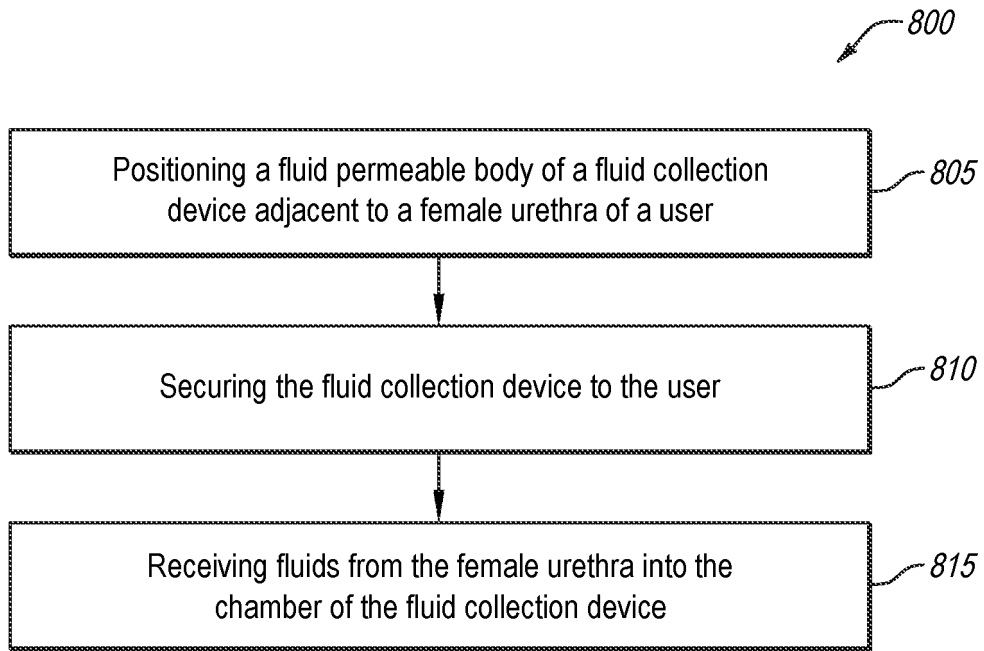 800
Positioning a fluid permeable body of a fluid collection
device adjacent to a female urethra of a user
805
Securing the fluid collection device to the user
810
Receiving fluids from the female urethra into the
chamber of the fluid collection device
815